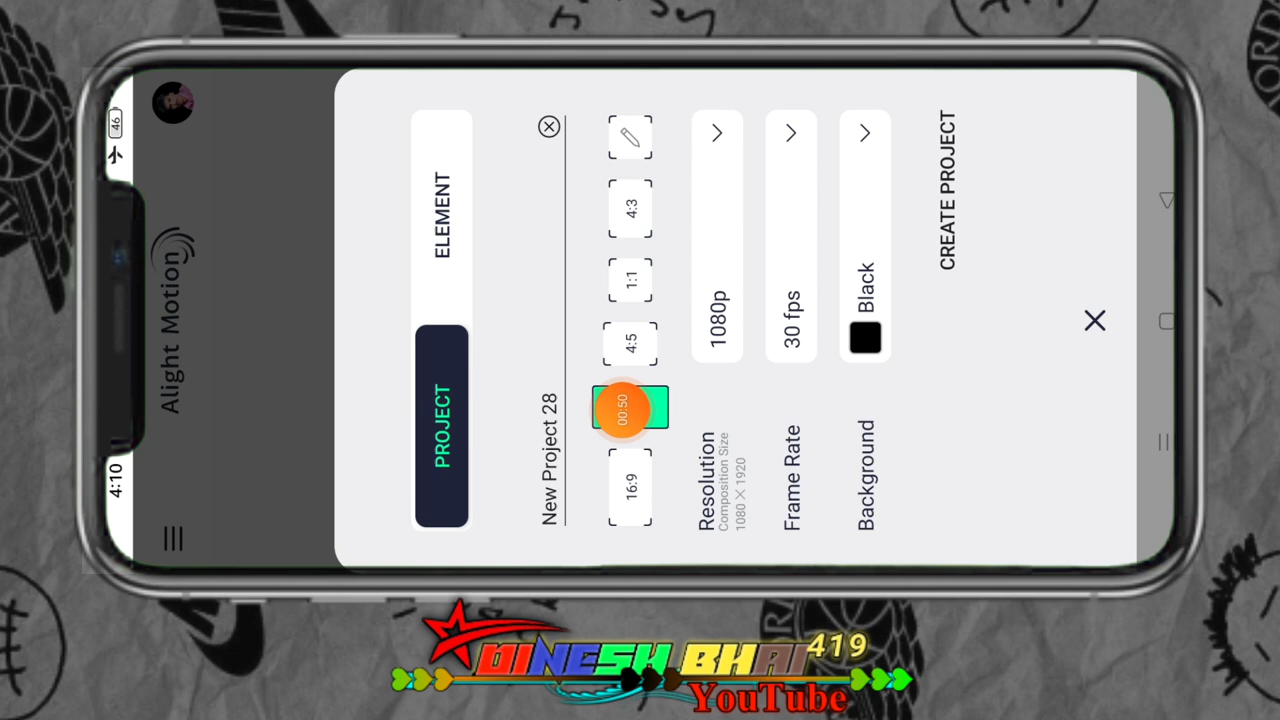 4:10
46
Alight Motion
PROJECT
ELEMENT
New Project 28
16:9
00:50
4:5
1:1
4:3
Resolution
Composition Size
1080 X 1920
1080p
Frame Rate
30 fps
Background
Black
CREATE PROJECT
DINESH BHAI 419
YouTube